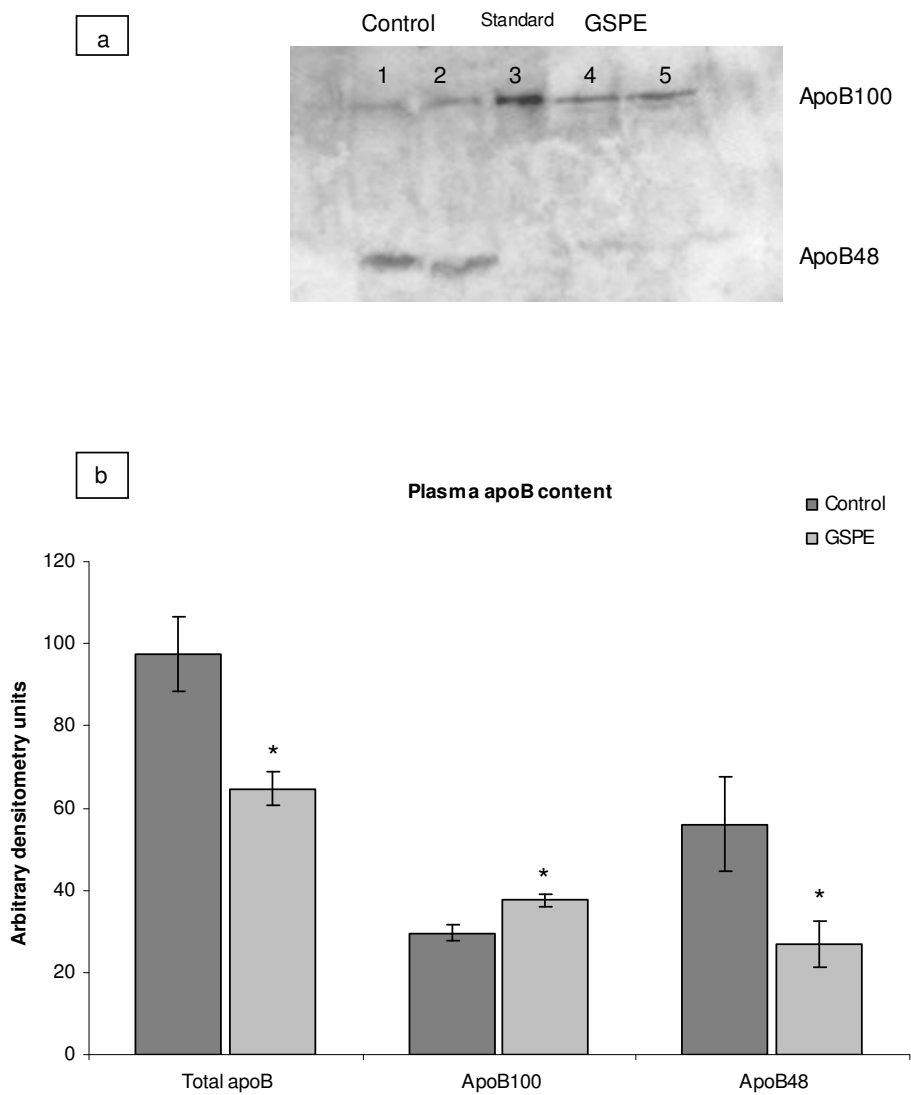 a
Control Standard GSPE
1 2 3 4 5
ApoB100
ApoB48
b
Plasma apoB content
Control
GSPE
Arbitrary densitometry units
120
100
80
60
40
20
0
*
*
*
Total apoB ApoB100 ApoB48